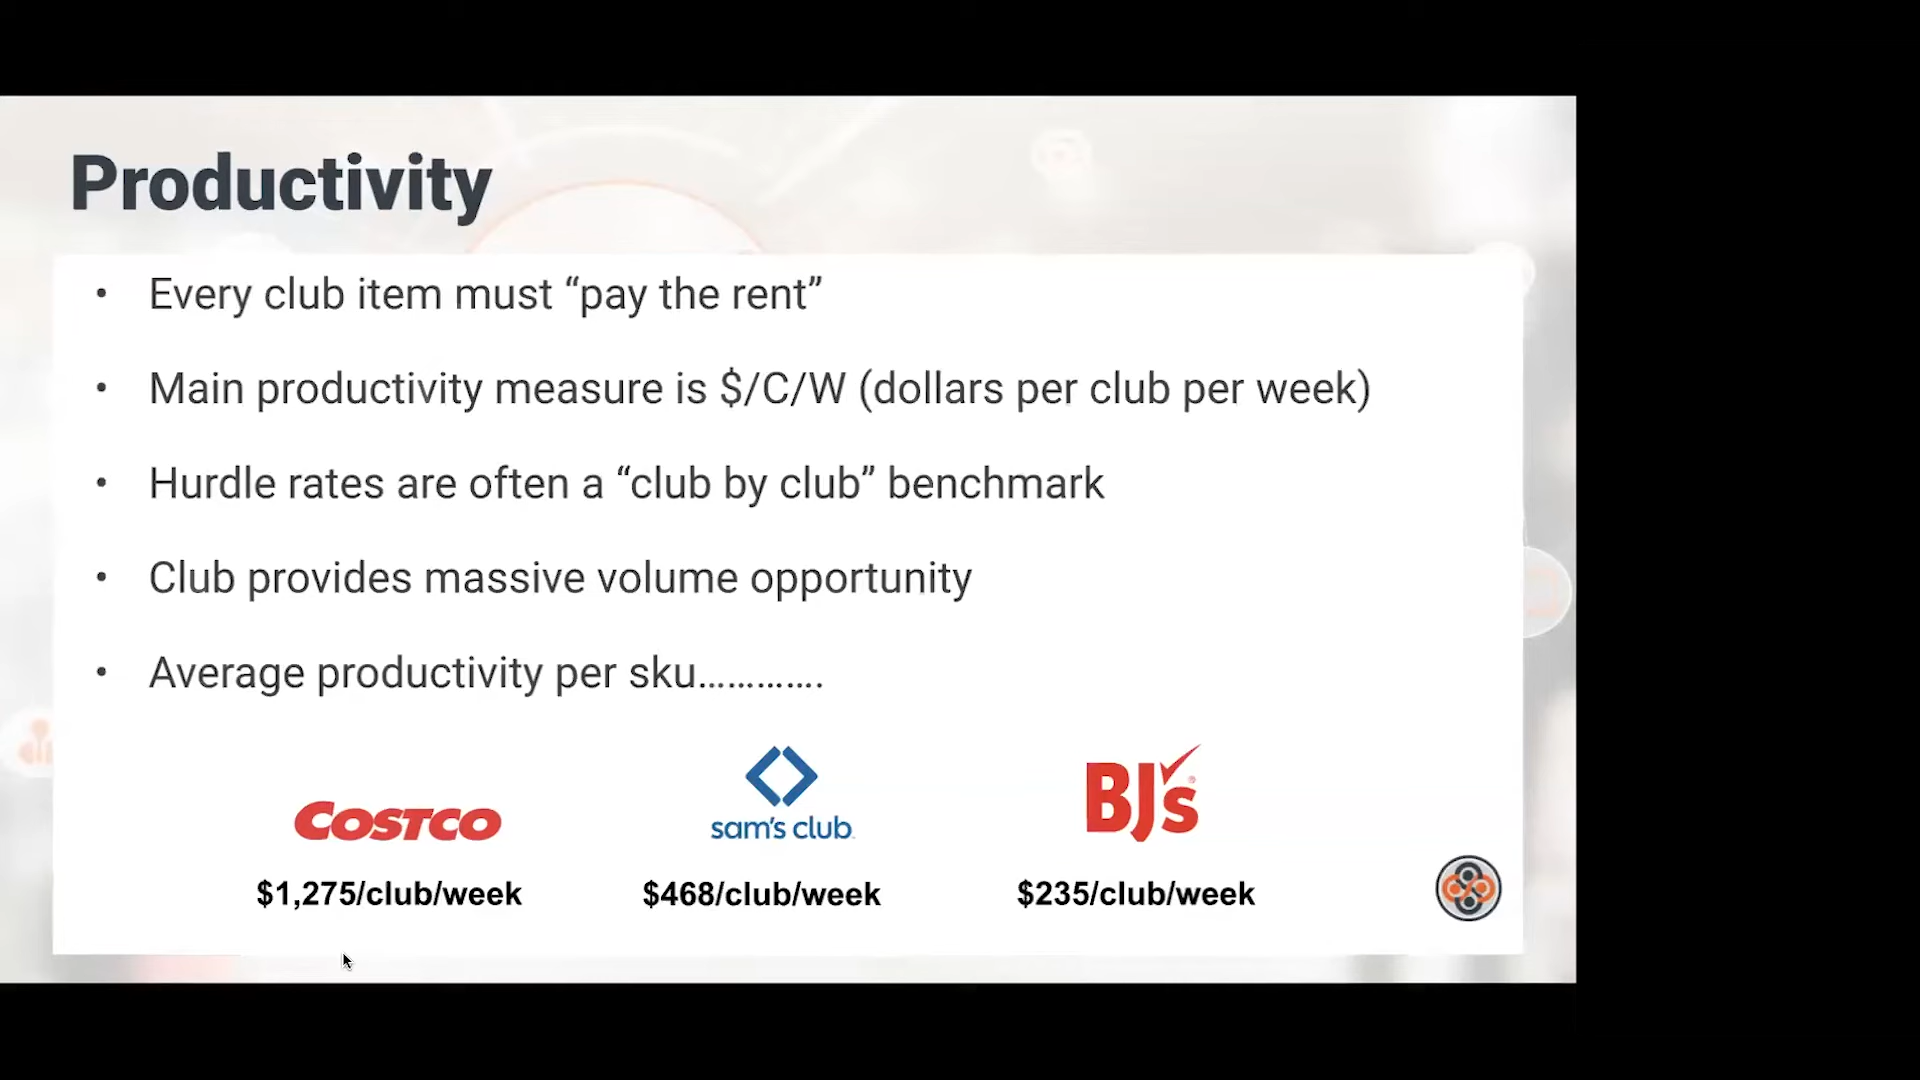 Productivity
• Every club item must “pay the rent”
• Main productivity measure is $/C/W (dollars per club per week)
• Hurdle rates are often a “club by club” benchmark
• Club provides massive volume opportunity
• Average productivity per sku………….
Costco sam's club BJ's
$1,275/club/week $468/club/week $235/club/week